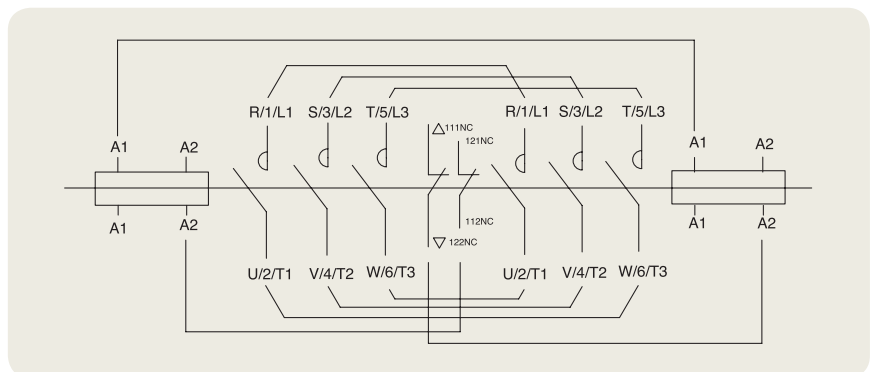 R/1/L1 S/3/L2 T/5/L3 R/1/L1 S/3/L2 T/5/L3
111NC
121NC
A1 A2 A1 A2
A1 A2 A1 A2
112NC
122NC
U/2/T1 V/4/T2 W/6/T3 U/2/T1 V/4/T2 W/6/T3